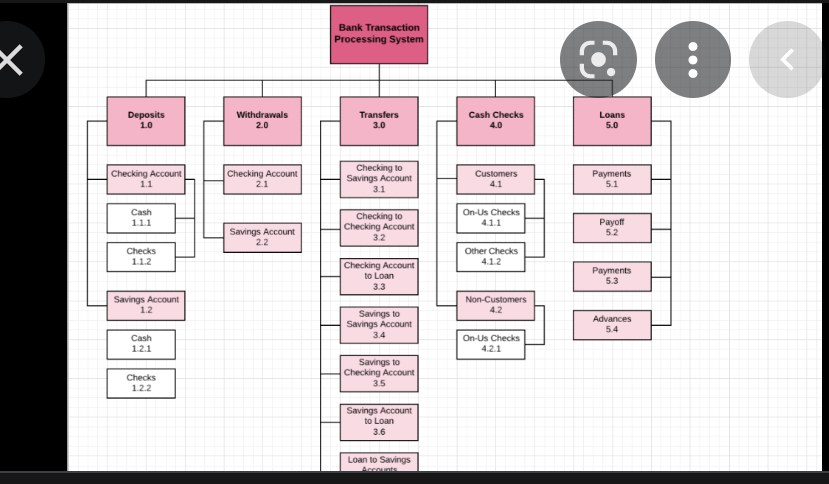 Bank Transaction
Processing System
Deposits
1.0
Withdrawals
2.0
Transfers
3.0
Cash Checks
4.0
Loans
5.0
Checking Account
1.1
Cash
1.1.1
Checks
1.1.2
Savings Account
1.2
Cash
1.2.1
Checks
1.2.2
Checking Account
2.1
Savings Account
2.2
Checking to
Savings Account
3.1
Checking to
Checking Account
3.2
Checking Account
to Loan
3.3
Savings to
Savings Account
3.4
Savings to
Checking Account
3.5
Savings Account
to Loan
3.6
Loan to Savings
Accounts
Customers
4.1
On-Us Checks
4.1.1
Other Checks
4.1.2
Non-Customers
4.2
On-Us Checks
4.2.1
Payments
5.1
Payoff
5.2
Payments
5.3
Advances
5.4